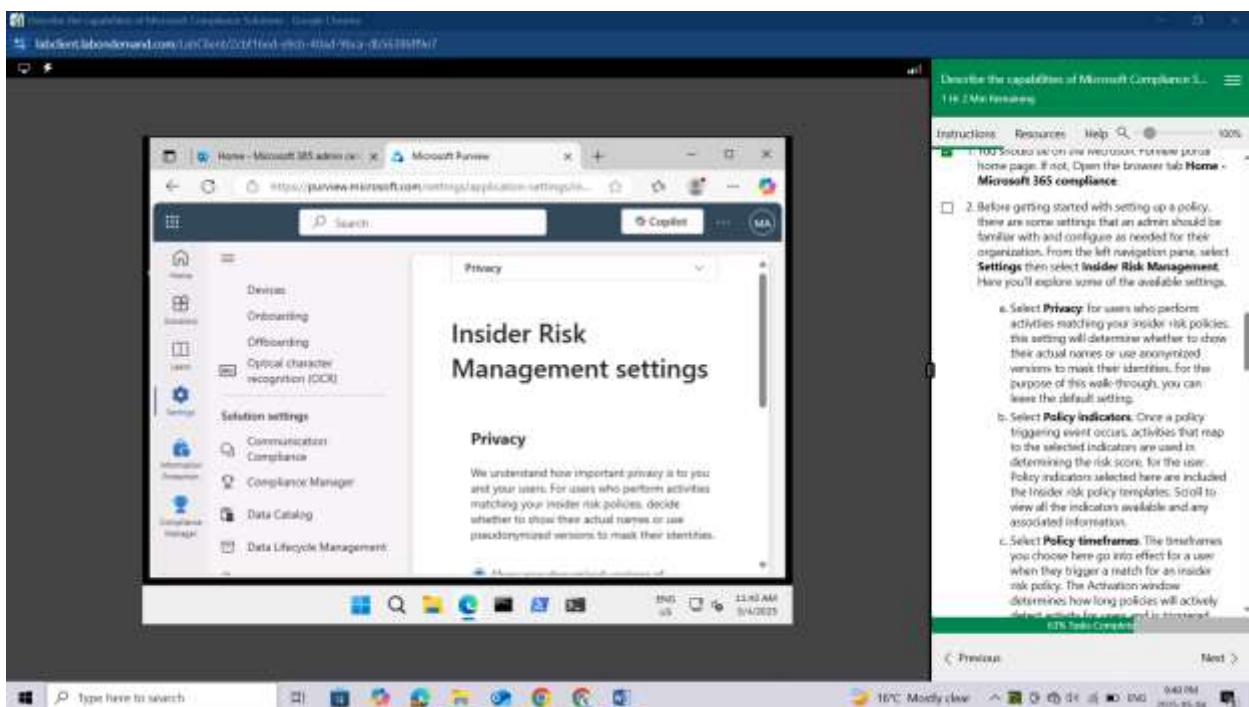 Describe the capabilities of Microsoft Compliance Solutions - Google Chrome
Describe the capabilities of Microsoft Compliance S...
1 Hr 2 Min Remaining
Instructions Resources Help 100%
home page. If not, Open the browser tab Home -
Microsoft 365 compliance.
2. Before getting started with setting up a policy,
there are some settings that an admin should be
familiar with and configure as needed for their
organization. From the left navigation pane, select
Settings then select Insider Risk Management.
Here you'll explore some of the available settings.
a. Select Privacy: for users who perform
activities matching your insider risk policies,
this setting will determine whether to show
their actual names or use anonymized
versions to mask their identities. For the
purpose of this walk-through, you can
leave the default setting.
b. Select Policy indicators: Once a policy
triggering event occurs, activities that map
to the selected indicators are used in
determining the risk score, for the user.
Policy indicators selected here are included
the Insider risk policy templates. Scroll to
view all the indicators available and any
associated information.
c. Select Policy timeframes. The timeframes
you choose here go into effect for a user
when they trigger a match for an insider
risk policy. The Activation window
determines how long policies will actively
63% Tasks Complete
Previous Next
Home - Microsoft 365 admin ce
Microsoft Purview
Search
Copilot
MA
Home
Solutions
Learn
Settings
Information
Protection
Compliance
Manager
Devices
Onboarding
Offboarding
Optical character
recognition (OCR)
Solution settings
Communication
Compliance
Compliance Manager
Data Catalog
Data Lifecycle Management
Privacy
Insider Risk
Management settings
Privacy
We understand how important privacy is to you
and your users. For users who perform activities
matching your insider risk policies, decide
whether to show their actual names or use
pseudonymized versions to mask their identities.
ENG
US
11:40 AM
Type here to search
16°C Mostly clear
ENG
9:40 PM